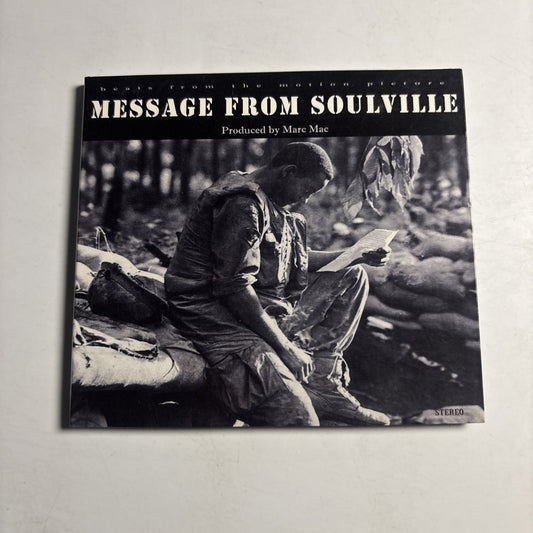 beats from the motion picture
MESSAGE FROM SOULVILLE
Produced by Marc Mac
STEREO